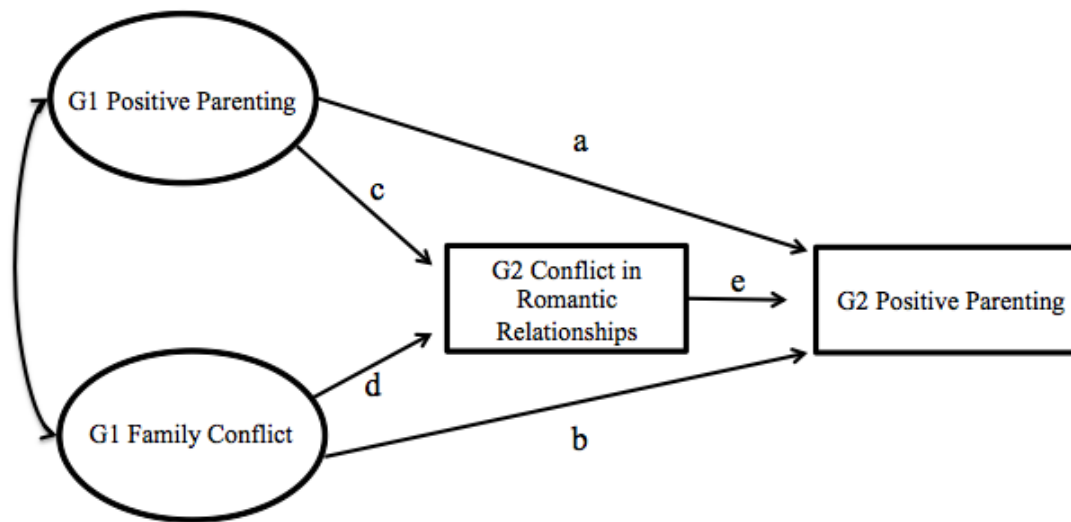 G1 Positive Parenting
a
c
G2 Conflict in
Romantic
Relationships
e
G2 Positive Parenting
d
G1 Family Conflict
b